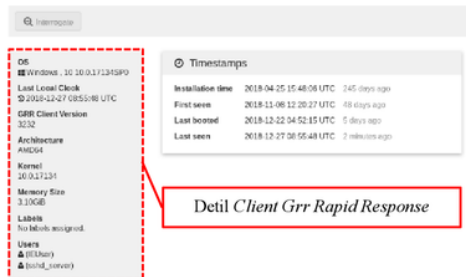 Interrogate
OS
Windows , 10 10.0.17134SP0
Last Local Clock
2018-12-27 08:55:48 UTC
GRR Client Version
3232
Architecture
AMD64
Kernel
10.0.17134
Memory Size
3.10GiB
Labels
No labels assigned.
Users
(IEUser)
(sshd_server)
Timestamps
Installation time 2018-04-25 15:48:06 UTC 245 days ago
First seen 2018-11-08 12:20:27 UTC 48 days ago
Last booted 2018-12-22 04:52:15 UTC 5 days ago
Last seen 2018-12-27 08:55:48 UTC 2 minutes ago
Detil Client Grr Rapid Response